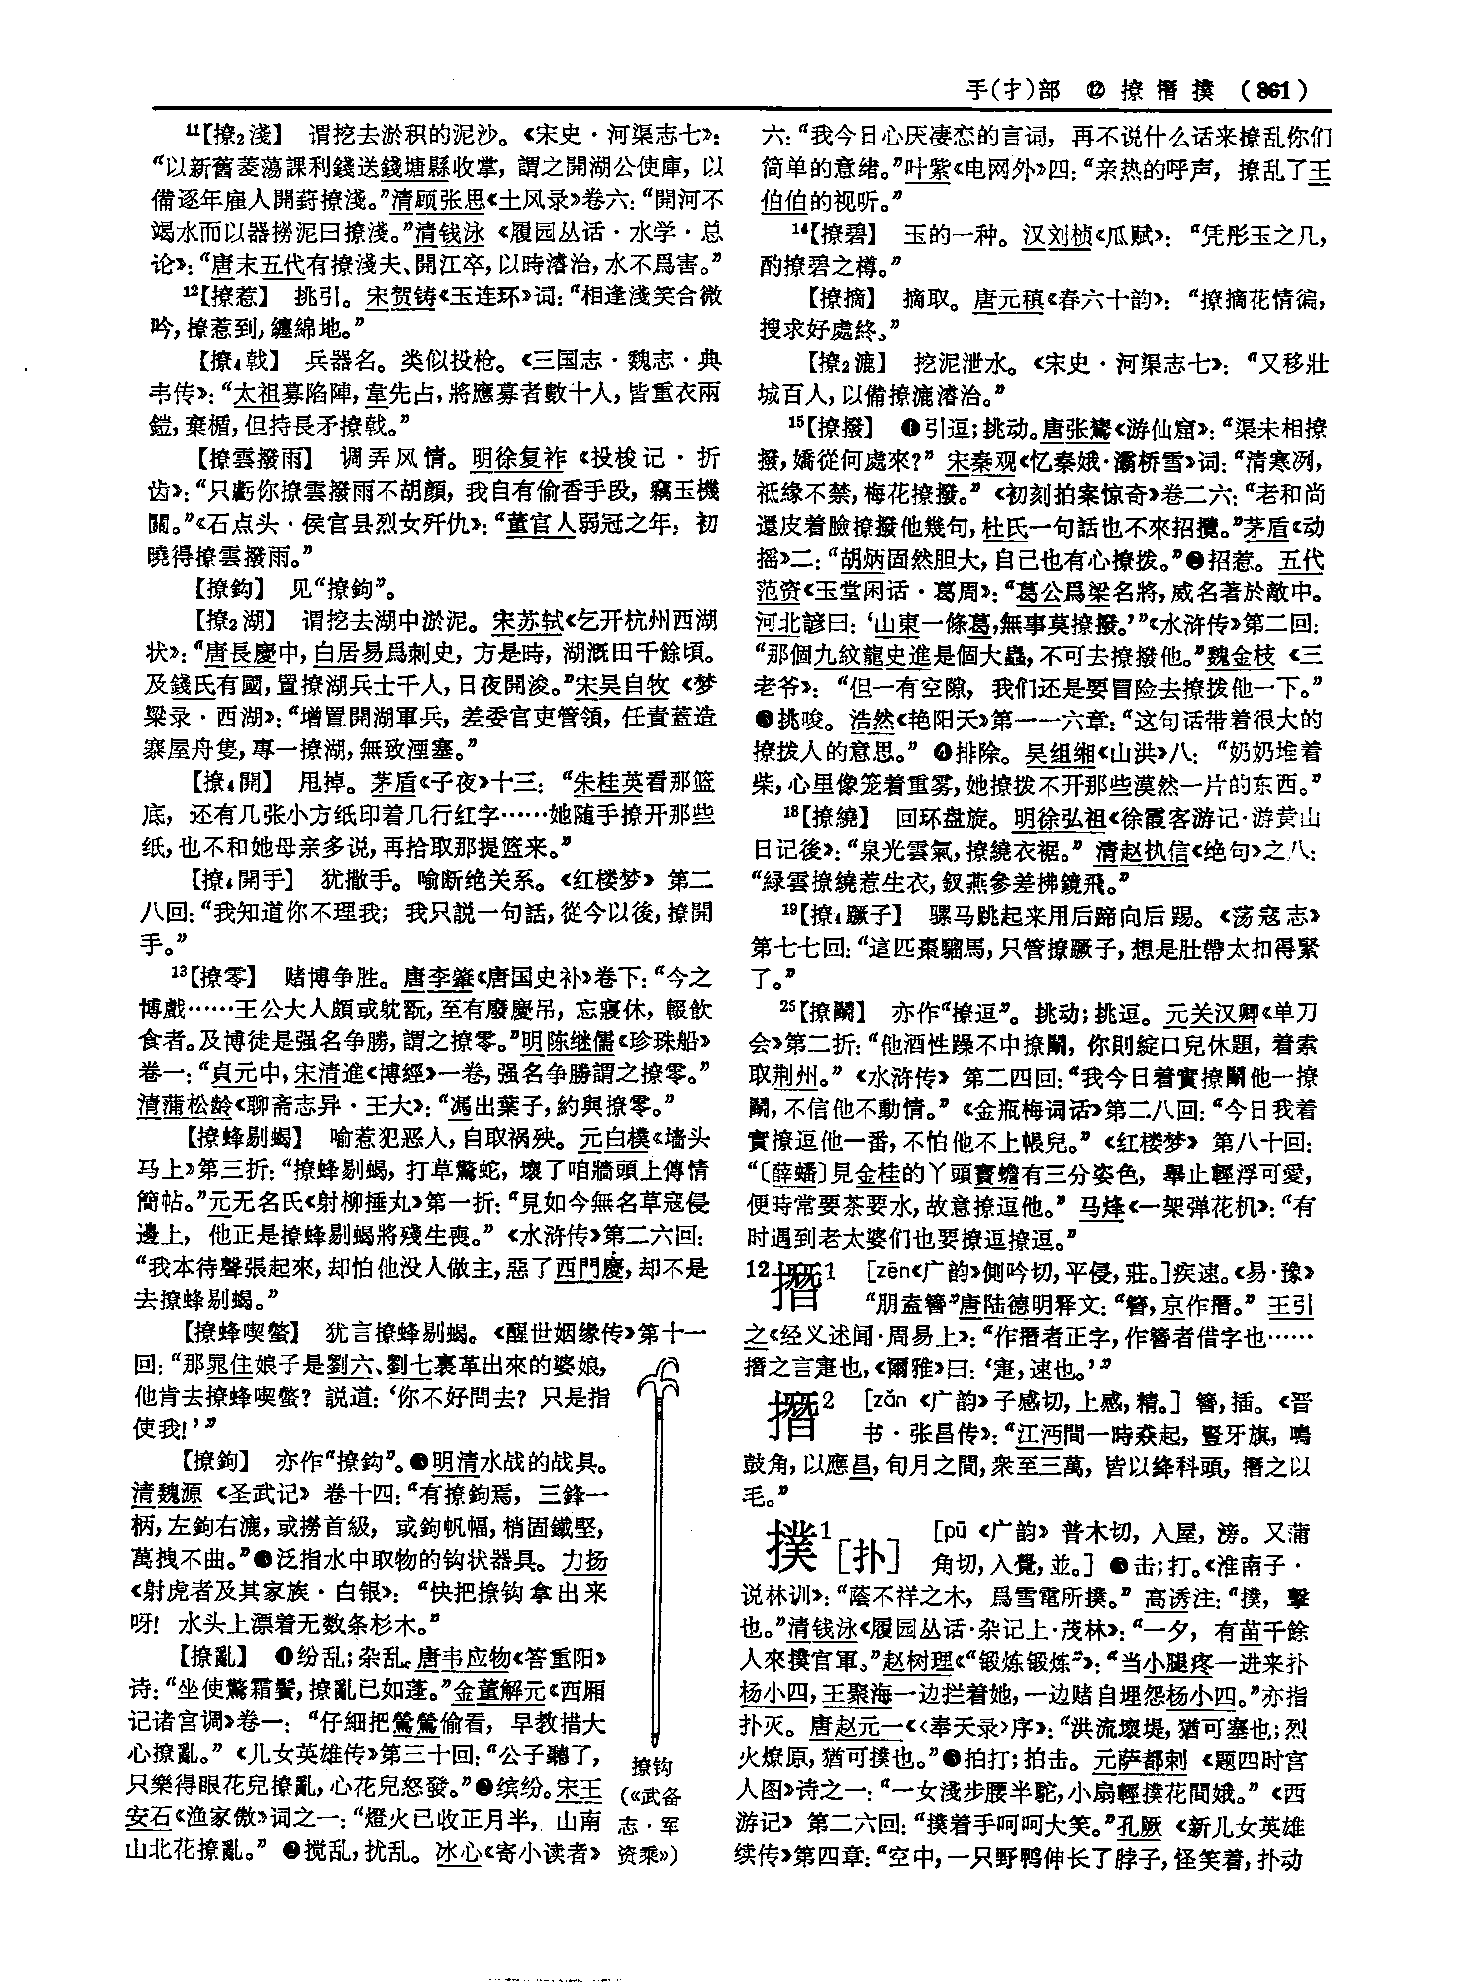 手(扌)部 ⑫ 撩 撍 撲 (861)
11【撩₂淺】 谓挖去淤积的泥沙。《宋史·河渠志七》：
“以新舊菱蕩課利錢送錢塘縣收掌，謂之開湖公使庫，以
備逐年雇人開葑撩淺。”清顾张思《土风录》卷六：“開河不
竭水而以器撈泥曰撩淺。”清钱泳《履园丛话·水学·总
论》：“唐末五代有撩淺夫、開江卒，以時濬治，水不爲害。”
12【撩惹】 挑引。宋贺铸《玉连环》词：“相逢淺笑合微
吟，撩惹到，纏綿地。”
【撩₄戟】 兵器名。类似投枪。《三国志·魏志·典
韦传》：“太祖募陷陣，韋先占，將應募者數十人，皆重衣兩
鎧，棄楯，但持長矛撩戟。”
【撩雲撥雨】 调弄风情。明徐复祚《投梭记·折
齿》：“只虧你撩雲撥雨不胡顔，我自有偷香手段，竊玉機
關。”《石点头·侯官县烈女歼仇》：“董官人弱冠之年，初
曉得撩雲撥雨。”
【撩鈎】 见“撩鉤”。
【撩₂湖】 谓挖去湖中淤泥。宋苏轼《乞开杭州西湖
状》：“唐長慶中，白居易爲刺史，方是時，湖溉田千餘頃。
及錢氏有國，置撩湖兵士千人，日夜開浚。”宋吴自牧《梦
粱录·西湖》：“增置開湖軍兵，差委官吏管領，任責蓋造
寨屋舟隻，專一撩湖，無致湮塞。”
【撩₄開】 甩掉。茅盾《子夜》十三：“朱桂英看那篮
底，还有几张小方纸印着几行红字……她随手撩开那些
纸，也不和她母亲多说，再拾取那提篮来。”
【撩₄開手】 犹撒手。喻断绝关系。《红楼梦》第二
八回：“我知道你不理我；我只説一句話，從今以後，撩開
手。”
13【撩零】 赌博争胜。唐李肇《唐国史补》卷下：“今之
博戲……王公大人頗或躭翫，至有廢慶吊，忘寢休，輟飲
食者。及博徒是强名争勝，謂之撩零。”明陈继儒《珍珠船》
卷一：“貞元中，宋清進《博經》一卷，强名争勝謂之撩零。”
清蒲松龄《聊斋志异·王大》：“馮出葉子，約與撩零。”
【撩蜂剔蝎】 喻惹犯恶人，自取祸殃。元白樸《墙头
马上》第三折：“撩蜂剔蝎，打草驚蛇，壞了咱牆頭上傳情
簡帖。”元无名氏《射柳捶丸》第一折：“見如今無名草寇侵
邊上，他正是撩蜂剔蝎將殘生喪。”《水浒传》第二六回：
“我本待聲張起來，却怕他没人做主，惡了西門慶，却不是
去撩蜂剔蝎。”
【撩蜂喫螫】 犹言撩蜂剔蝎。《醒世姻缘传》第十一
回：“那晁住娘子是劉六、劉七裏革出來的婆娘，
他肯去撩蜂喫螫？説道：‘你不好問去？只是指
使我！’”
【撩鉤】 亦作“撩鈎”。❶明清水战的战具。
清魏源《圣武记》卷十四：“有撩鉤焉，三鋒一
柄，左鉤右漉，或撈首級，或鉤帆幅，梢固鐵堅，
萬拽不曲。”❷泛指水中取物的钩状器具。力扬
《射虎者及其家族·白银》：“快把撩钩拿出来
呀！水头上漂着无数条杉木。”
【撩亂】 ❶纷乱；杂乱。唐韦应物《答重阳》
诗：“坐使驚霜鬢，撩亂已如蓬。”金董解元《西厢
记诸宫调》卷一：“仔細把鶯鶯偷看，早教措大
心撩亂。”《儿女英雄传》第三十回：“公子聽了，
只樂得眼花兒撩亂，心花兒怒發。”❷缤纷。宋王
安石《渔家傲》词之一：“燈火已收正月半，山南
山北花撩亂。”❸搅乱，扰乱。冰心《寄小读者》
撩钩
（《武备
志·军
资乘》）
六：“我今日心厌凄恋的言词，再不说什么话来撩乱你们
简单的意绪。”叶紫《电网外》四：“亲热的呼声，撩乱了王
伯伯的视听。”
14【撩碧】 玉的一种。汉刘桢《瓜赋》：“凭彤玉之几，
酌撩碧之樽。”
【撩摘】 摘取。唐元稹《春六十韵》：“撩摘花情徧，
搜求好處終。”
【撩₂漉】 挖泥泄水。《宋史·河渠志七》：“又移壯
城百人，以備撩漉濬治。”
15【撩撥】 ❶引逗；挑动。唐张鷟《游仙窟》：“渠未相撩
撥，嬌從何處來？”宋秦观《忆秦娥·灞桥雪》词：“清寒冽，
祗緣不禁，梅花撩撥。”《初刻拍案惊奇》卷二六：“老和尚
還皮着臉撩撥他幾句，杜氏一句話也不來招攬。”茅盾《动
摇》二：“胡炳固然胆大，自己也有心撩拨。”❷招惹。五代
范资《玉堂闲话·葛周》：“葛公爲梁名將，威名著於敵中。
河北諺曰：‘山東一條葛，無事莫撩撥。’”《水浒传》第二回：
“那個九紋龍史進是個大蟲，不可去撩撥他。”魏金枝《三
老爷》：“但一有空隙，我们还是要冒险去撩拨他一下。”
❸挑唆。浩然《艳阳天》第一一六章：“这句话带着很大的
撩拨人的意思。”❹排除。吴组缃《山洪》八：“奶奶堆着
柴，心里像笼着重雾，她撩拨不开那些漠然一片的东西。”
18【撩繞】 回环盘旋。明徐弘祖《徐霞客游记·游黄山
日记後》：“泉光雲氣，撩繞衣裾。”清赵执信《绝句》之八：
“緑雲撩繞惹生衣，釵燕參差拂鏡飛。”
19【撩₄蹶子】 骡马跳起来用后蹄向后踢。《荡寇志》
第七七回：“這匹棗騮馬，只管撩蹶子，想是肚帶太扣得緊
了。”
25【撩鬭】 亦作“撩逗”。挑动；挑逗。元关汉卿《单刀
会》第二折：“他酒性躁不中撩鬭，你則綻口兒休題，着索
取荆州。”《水浒传》第二四回：“我今日着實撩鬭他一撩
鬭，不信他不動情。”《金瓶梅词话》第二八回：“今日我着
實撩逗他一番，不怕他不上帳兒。”《红楼梦》第八十回：
“〔薛蟠〕見金桂的丫頭寶蟾有三分姿色，舉止輕浮可愛，
便時常要茶要水，故意撩逗他。”马烽《一架弹花机》：“有
时遇到老太婆们也要撩逗撩逗。”
12撍1 ［zēn《广韵》側吟切，平侵，莊。］疾速。《易·豫》
“朋盍簪”唐陆德明释文：“簪，京作撍。”王引
之《经义述闻·周易上》：“作撍者正字，作簪者借字也……
撍之言寁也，《爾雅》曰：‘寁，速也。’”
撍2 ［zǎn《广韵》子感切，上感，精。］簪，插。《晋
书·张昌传》：“江沔間一時猋起，豎牙旗，鳴
鼓角，以應昌，旬月之間，衆至三萬，皆以絳科頭，撍之以
毛。”
撲1［扑］ ［pū《广韵》普木切，入屋，滂。又蒲
角切，入覺，並。］❶击；打。《淮南子·
说林训》：“蔭不祥之木，爲雷電所撲。”高诱注：“撲，擊
也。”清钱泳《履园丛话·杂记上·茂林》：“一夕，有苗千餘
人來撲官軍。”赵树理《“锻炼锻炼”》：“当小腿疼一进来扑
杨小四，王聚海一边拦着她，一边赌自埋怨杨小四。”亦指
扑灭。唐赵元一《〈奉天录〉序》：“洪流壞堤，猶可塞也；烈
火燎原，猶可撲也。”❷拍打；拍击。元萨都剌《题四时宫
人图》诗之一：“一女淺步腰半駝，小扇輕撲花間娥。”《西
游记》第二六回：“撲着手呵呵大笑。”孔厥《新儿女英雄
续传》第四章：“空中，一只野鸭伸长了脖子，怪笑着，扑动